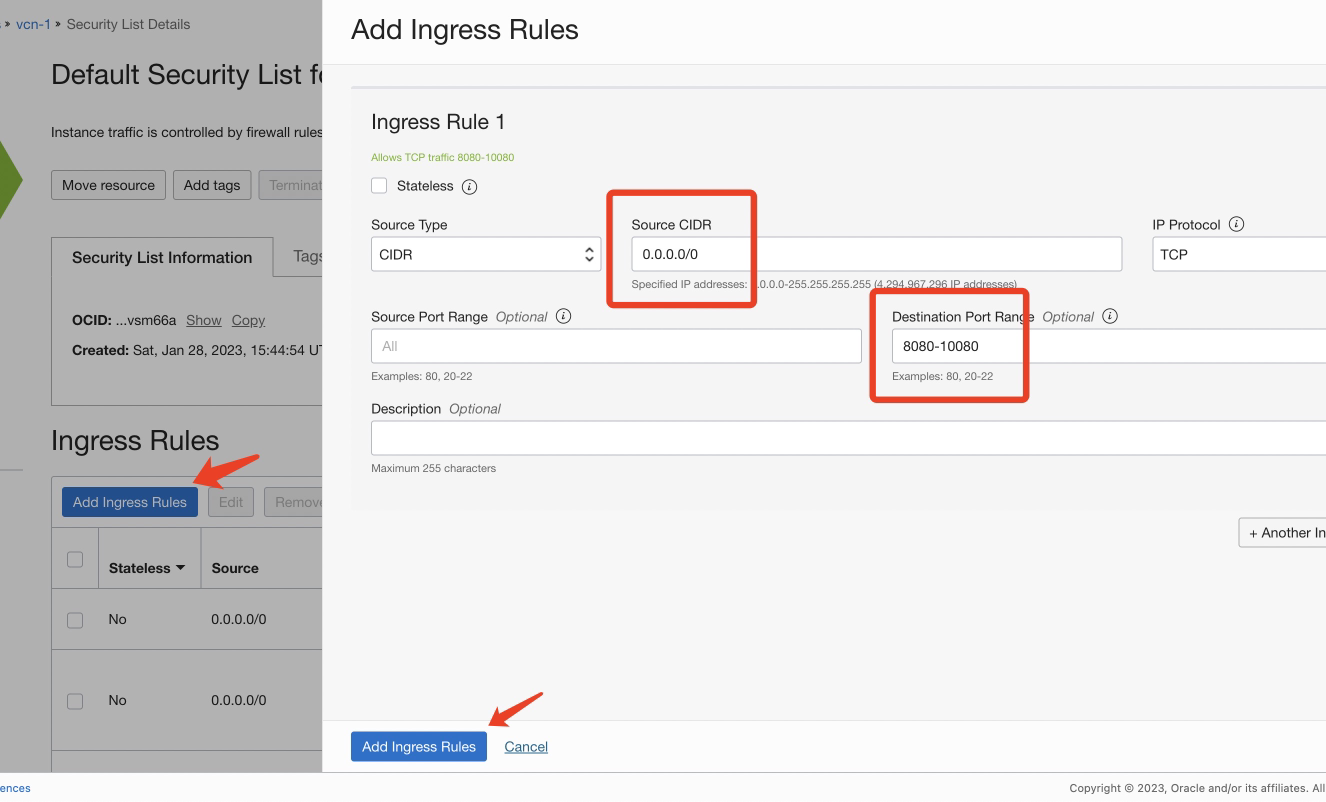 » vcn-1 » Security List Details
Add Ingress Rules
Default Security List fo
Ingress Rule 1
Instance traffic is controlled by firewall rules
Allows TCP traffic 8080-10080
Move resource Add tags Terminat
Stateless
Source Type Source CIDR IP Protocol
CIDR 0.0.0.0/0 TCP
Security List Information Tags
Specified IP addresses: .0.0.0-255.255.255.255 (4,294,967,296 IP addresses)
OCID: ...vsm66a Show Copy
Source Port Range Optional Destination Port Range Optional
All 8080-10080
Created: Sat, Jan 28, 2023, 15:44:54 UT
Examples: 80, 20-22 Examples: 80, 20-22
Description Optional
Ingress Rules
Maximum 255 characters
Add Ingress Rules Edit Remove
+ Another In
Stateless Source
No 0.0.0.0/0
No 0.0.0.0/0
Add Ingress Rules Cancel
ences Copyright © 2023, Oracle and/or its affiliates. All